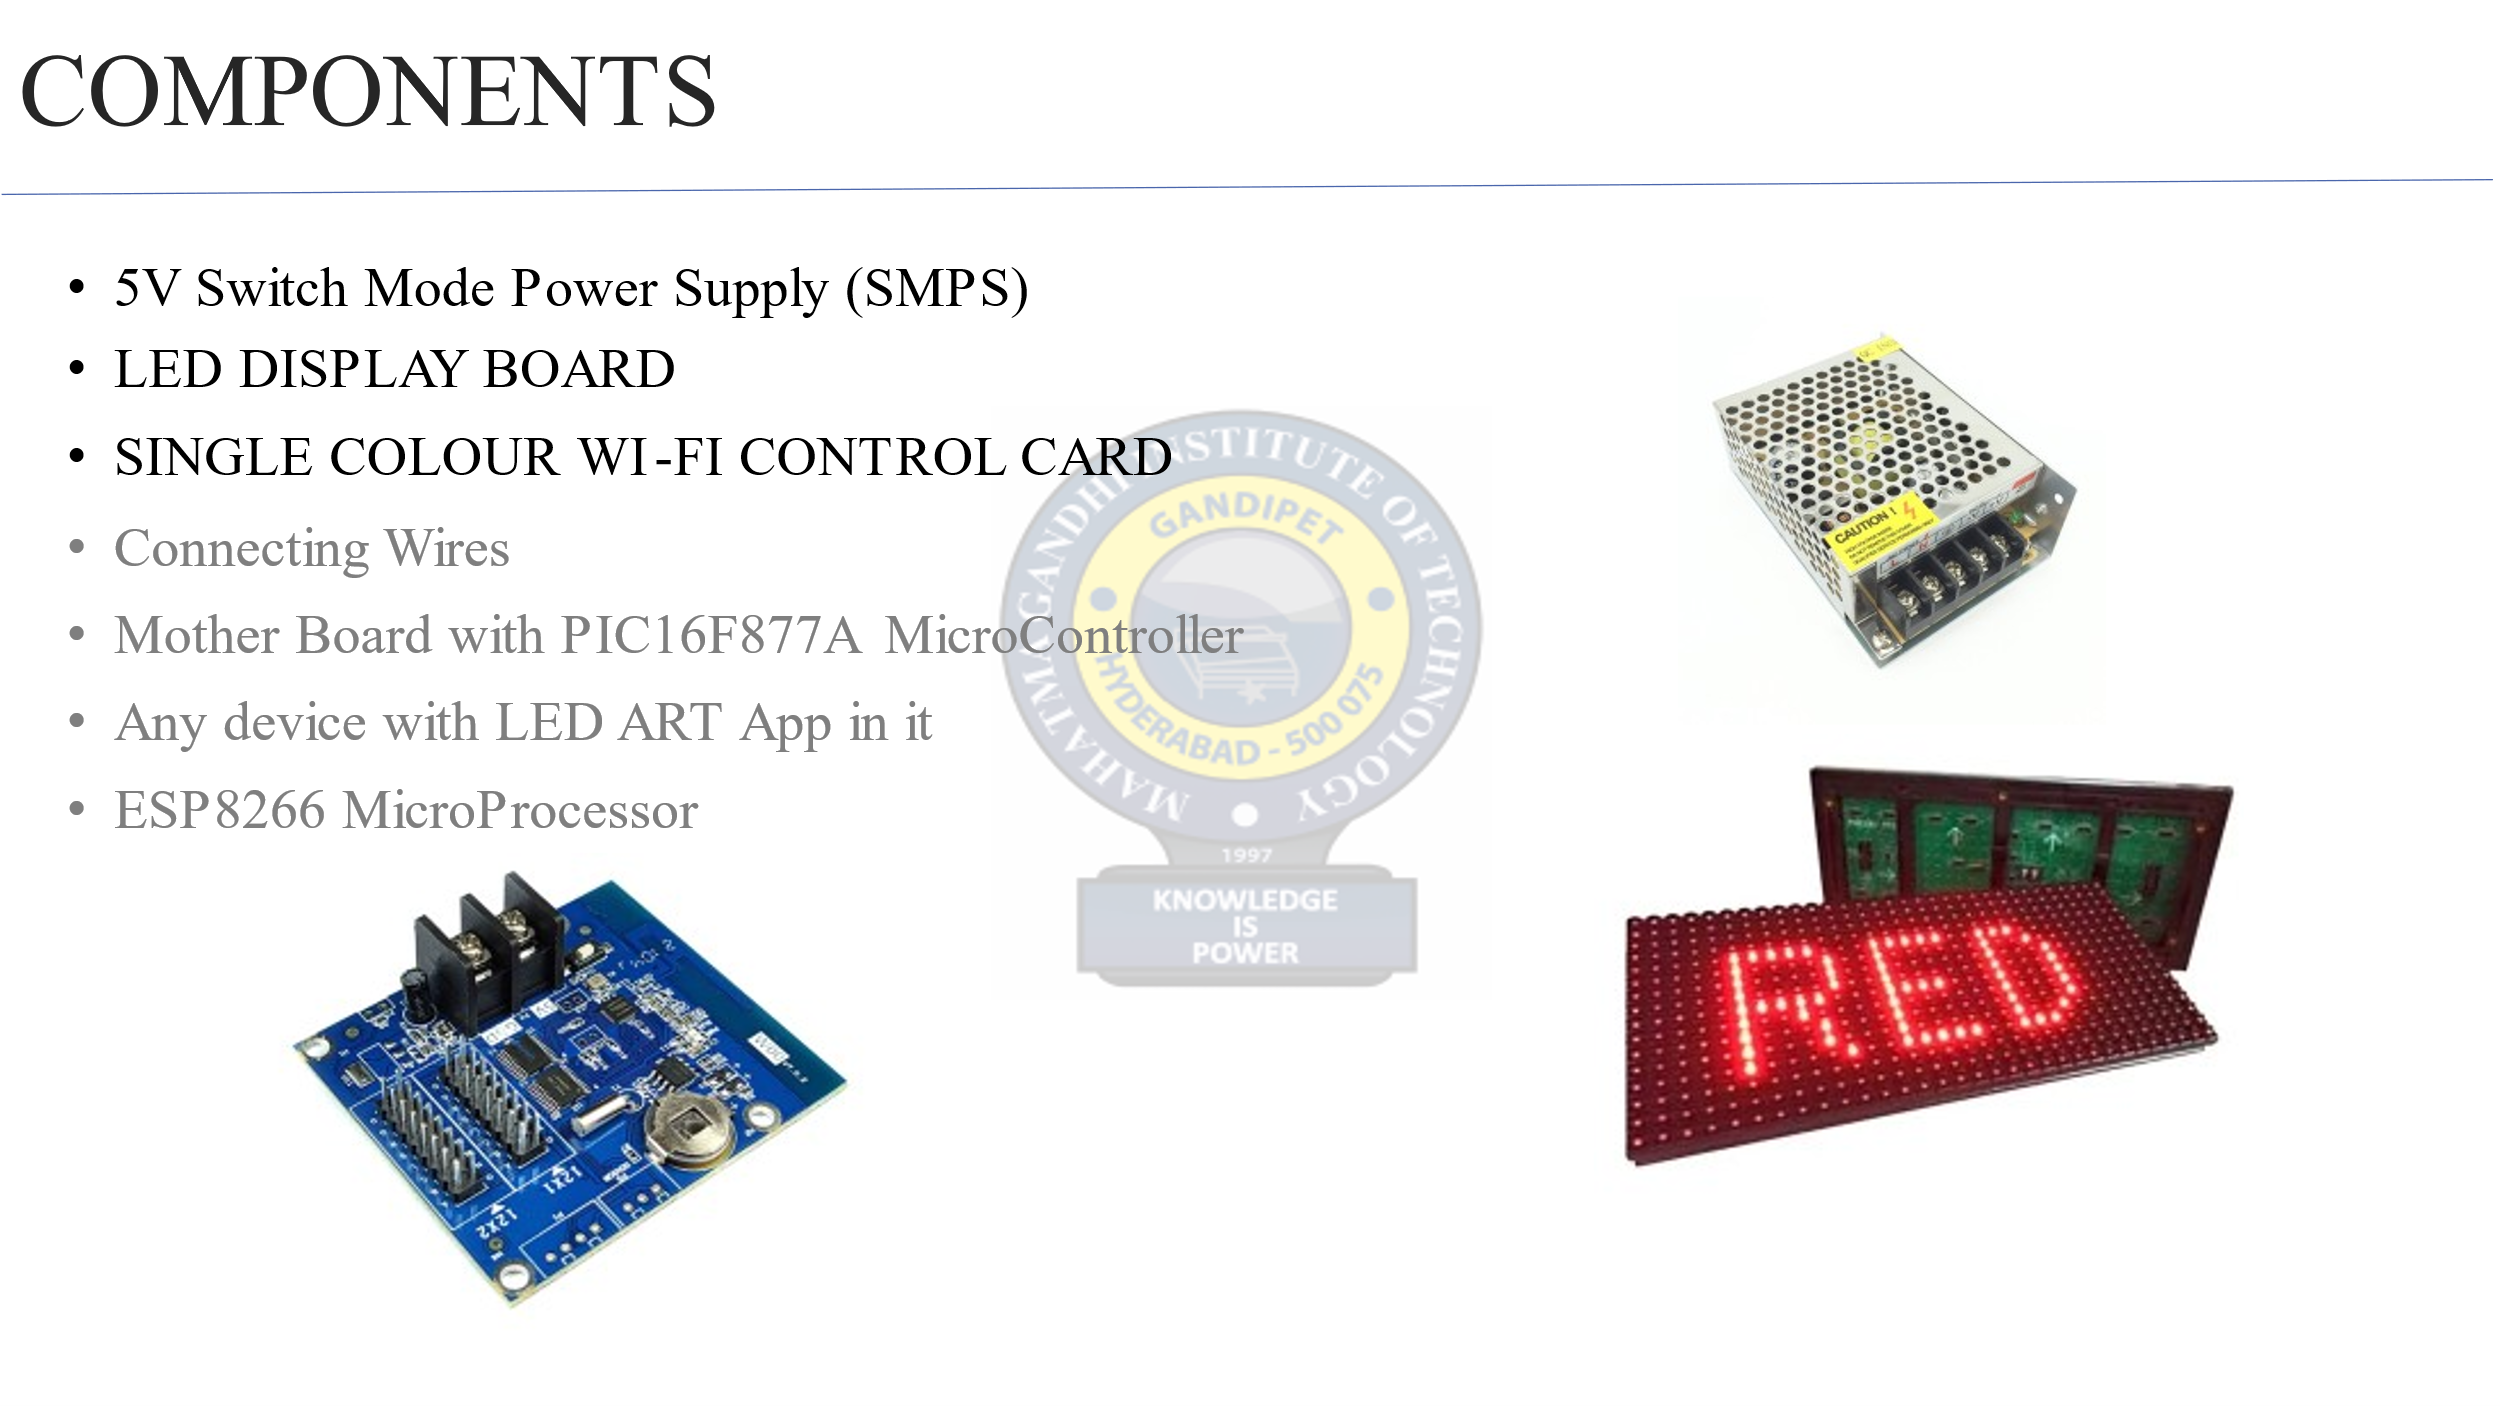 COMPONENTS
• 5V Switch Mode Power Supply (SMPS)
• LED DISPLAY BOARD
• SINGLE COLOUR WI-FI CONTROL CARD
• Connecting Wires
• Mother Board with PIC16F877A MicroController
• Any device with LED ART App in it
• ESP8266 MicroProcessor
MAHATMA GANDHI INSTITUTE OF TECHNOLOGY
GANDIPET
HYDERABAD - 500 075
1997
KNOWLEDGE
IS
POWER
CAUTION !
RED
12X1
12X2